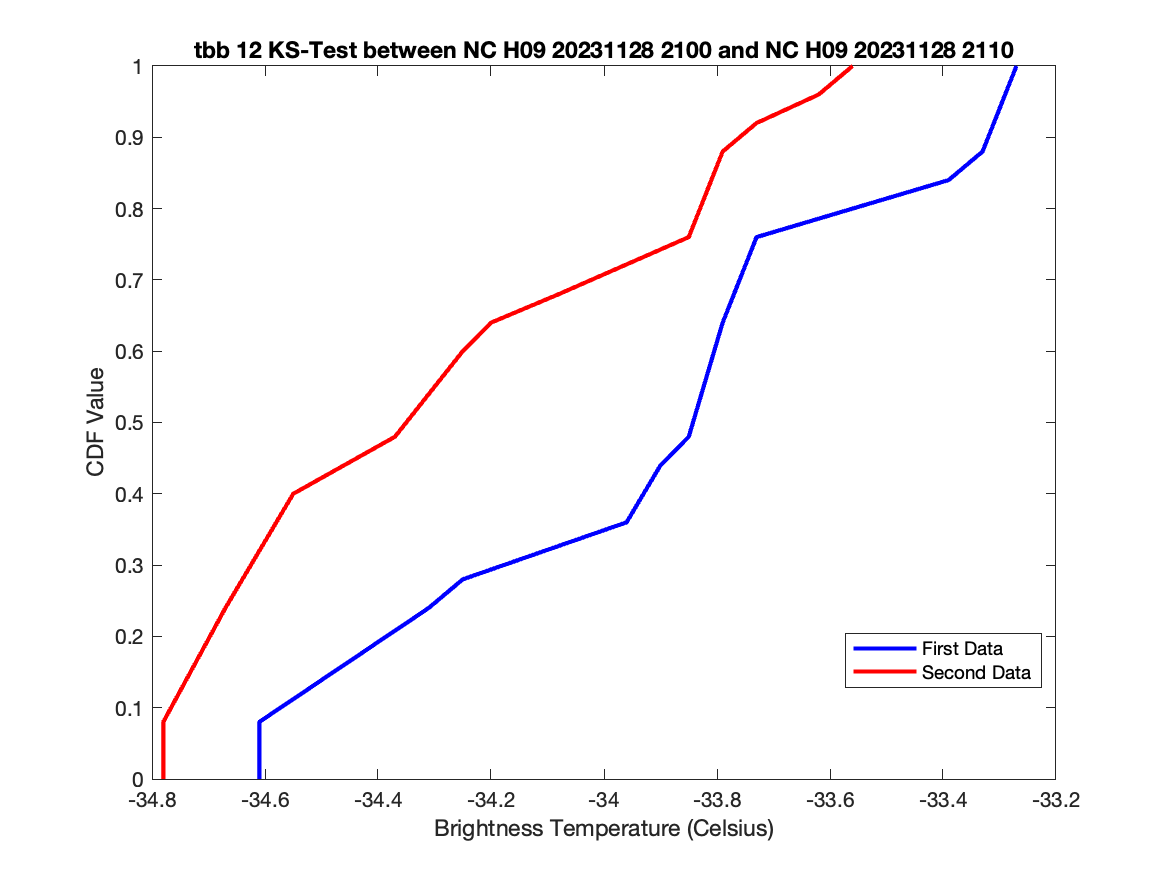 tbb 12 KS-Test between NC H09 20231128 2100 and NC H09 20231128 2110
1
0.9
0.8
0.7
0.6
0.5
0.4
0.3
0.2
0.1
0
CDF Value
First Data
Second Data
-34.8 -34.6 -34.4 -34.2 -34 -33.8 -33.6 -33.4 -33.2
Brightness Temperature (Celsius)